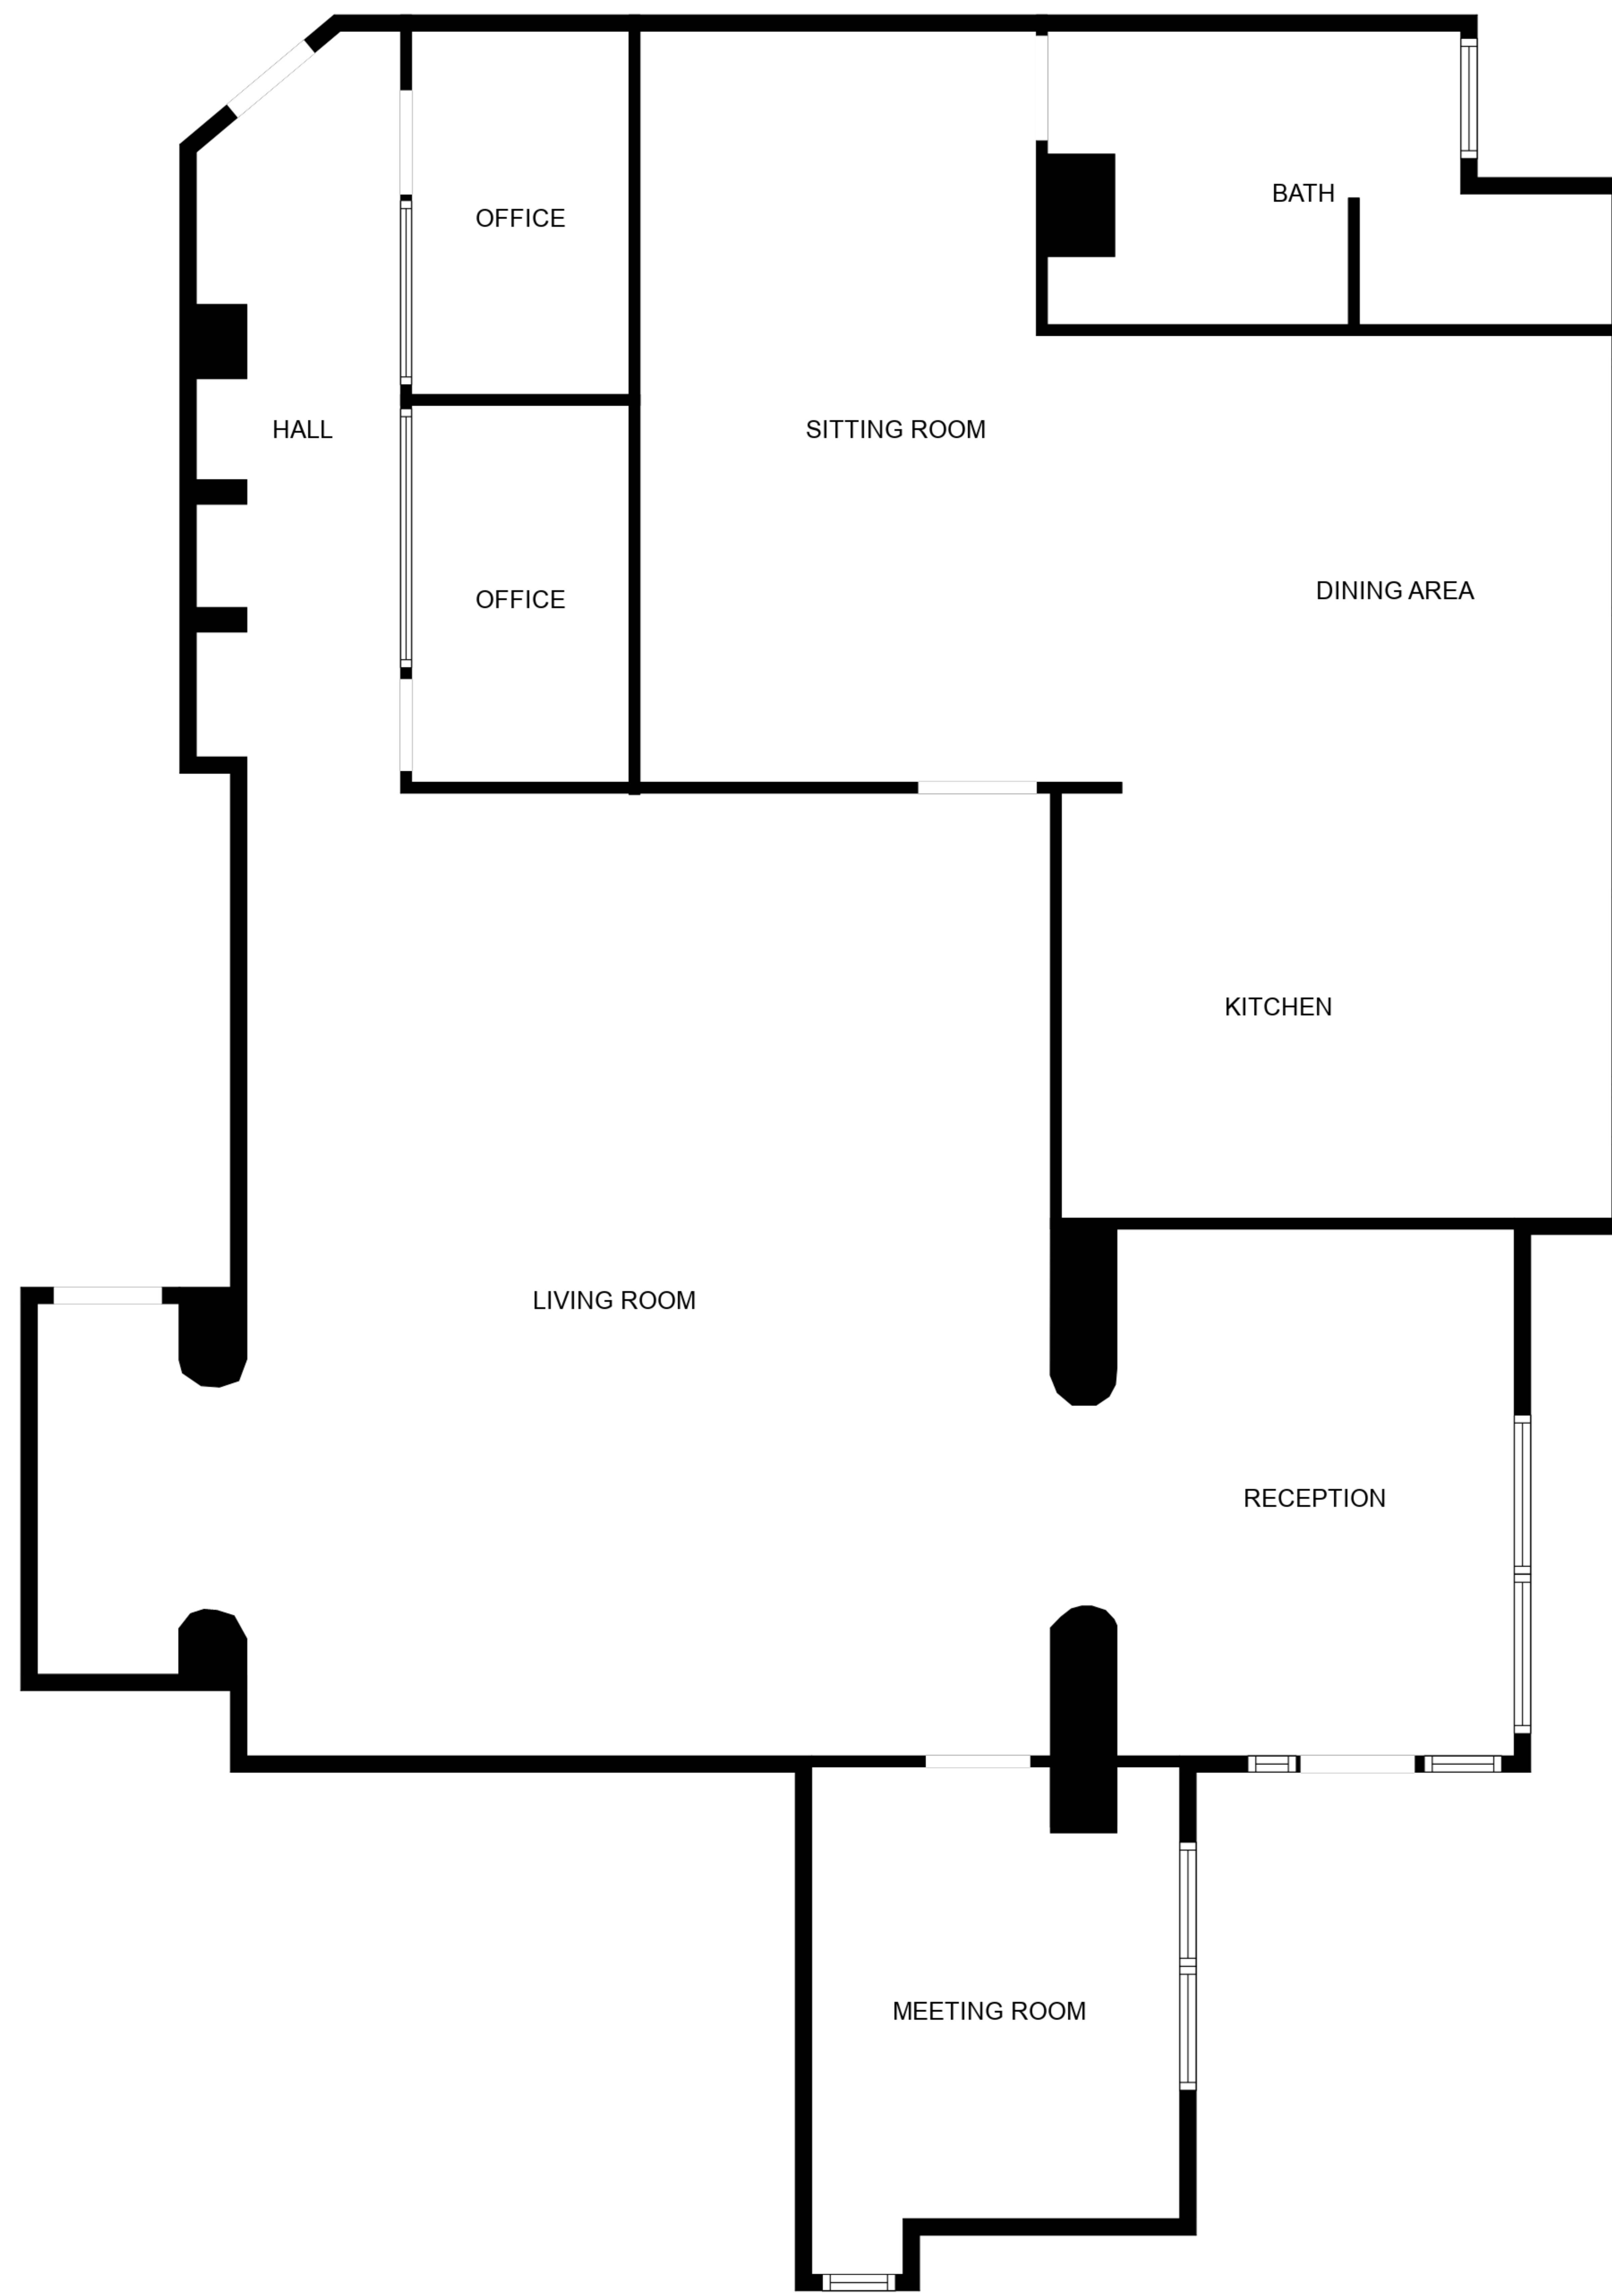 BATH
OFFICE
HALL
SITTING ROOM
DINING AREA
OFFICE
KITCHEN
LIVING ROOM
RECEPTION
MEETING ROOM